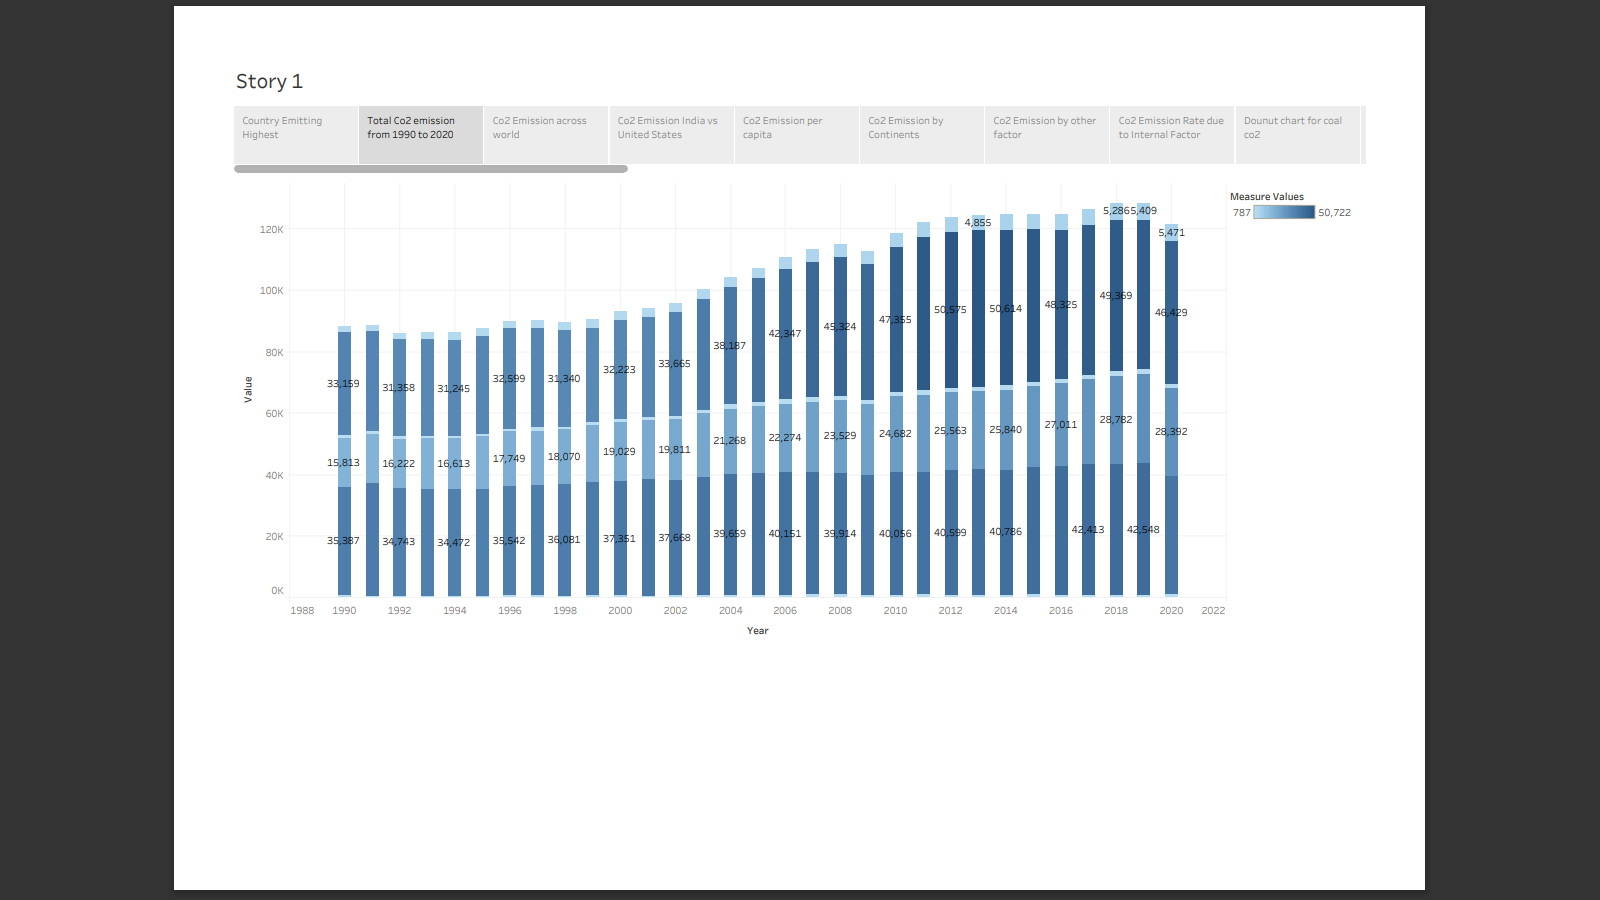 Story 1
Country Emitting
Highest
Total Co2 emission
from 1990 to 2020
Co2 Emission across
world
Co2 Emission India vs
United States
Co2 Emission per
capita
Co2 Emission by
Continents
Co2 Emission by other
factor
Co2 Emission Rate due
to Internal Factor
Dounut chart for coal
co2
Measure Values
787 50,722
Value
120K
100K
80K
60K
40K
20K
0K
4,855 5,286 5,409
5,471
33,159 31,358 31,245 32,599 31,340 32,223 33,665 38,187 42,347 45,324 47,355 50,575 50,614 48,325 49,369 46,429
15,813 16,222 16,613 17,749 18,070 19,029 19,811 21,268 22,274 23,529 24,682 25,563 25,840 27,011 28,782 28,392
35,387 34,743 34,472 35,542 36,081 37,351 37,668 39,659 40,151 39,914 40,056 40,599 40,786 42,413 42,548
1988 1990 1992 1994 1996 1998 2000 2002 2004 2006 2008 2010 2012 2014 2016 2018 2020 2022
Year